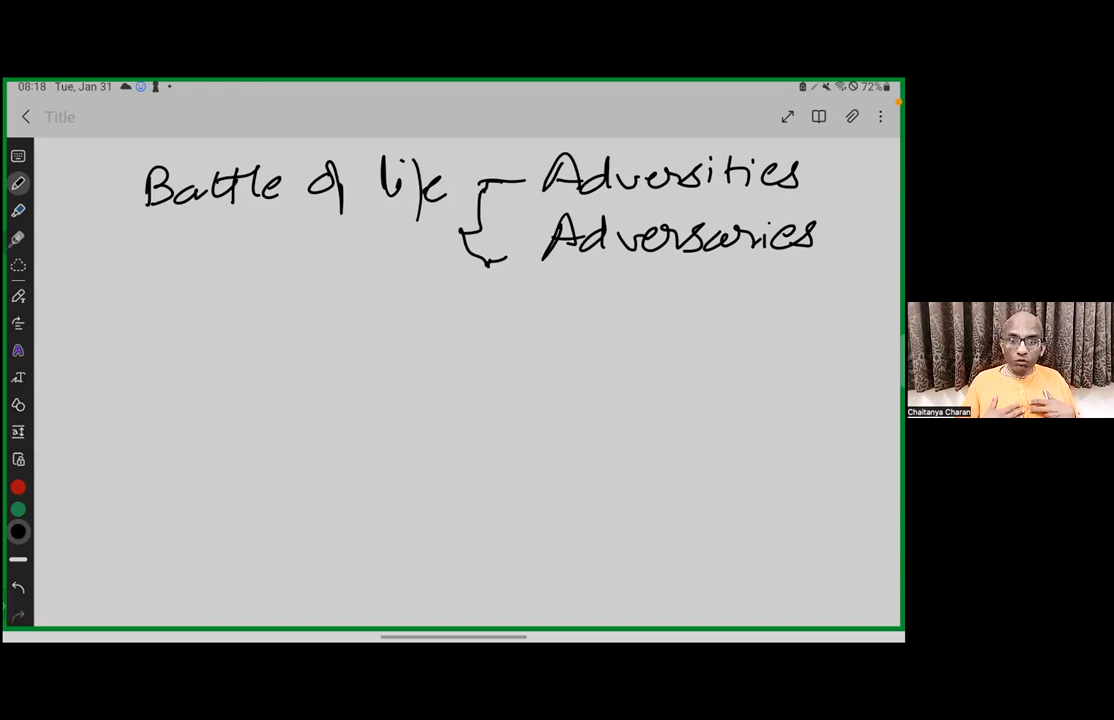 08:18 Tue, Jan 31 72%
Title
Battle of life Adversities
Adversaries
Chaitanya Charan